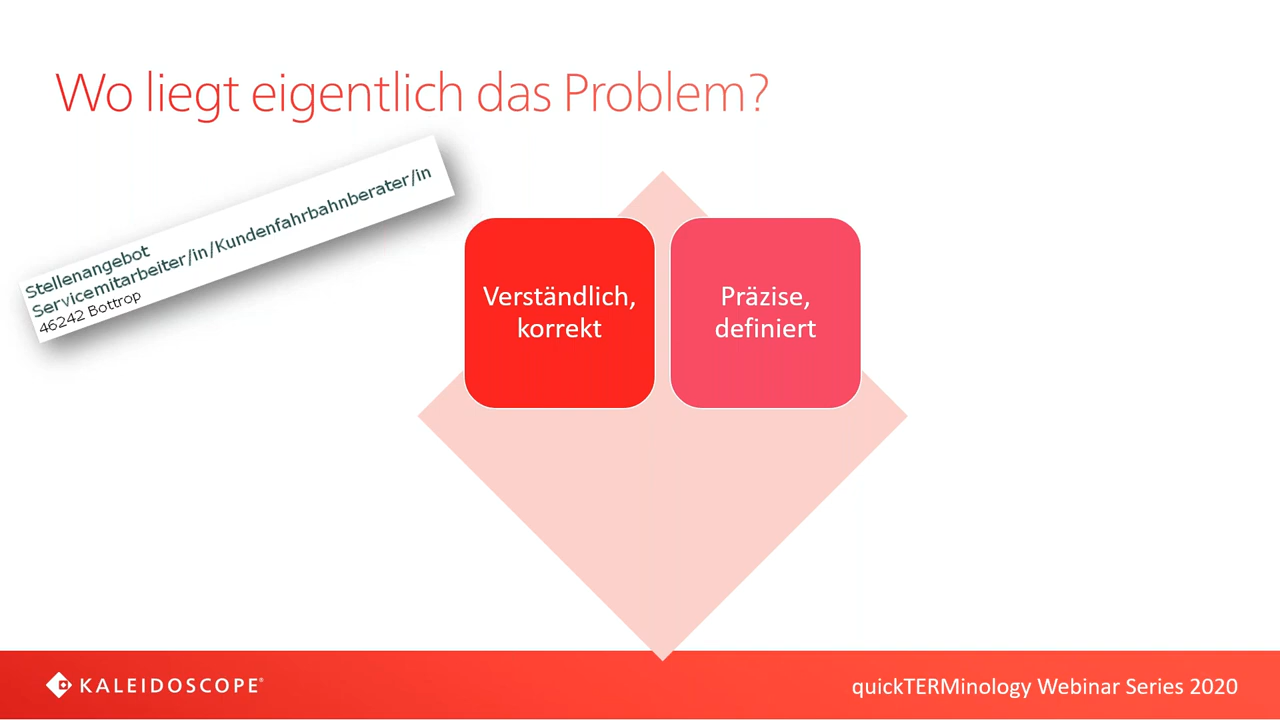 Wo liegt eigentlich das Problem?
Stellenangebot
Servicemitarbeiter/in/Kundenfahrbahnberater/in
46242 Bottrop
Verständlich,
korrekt
Präzise,
definiert
KALEIDOSCOPE®
quickTERMinology Webinar Series 2020